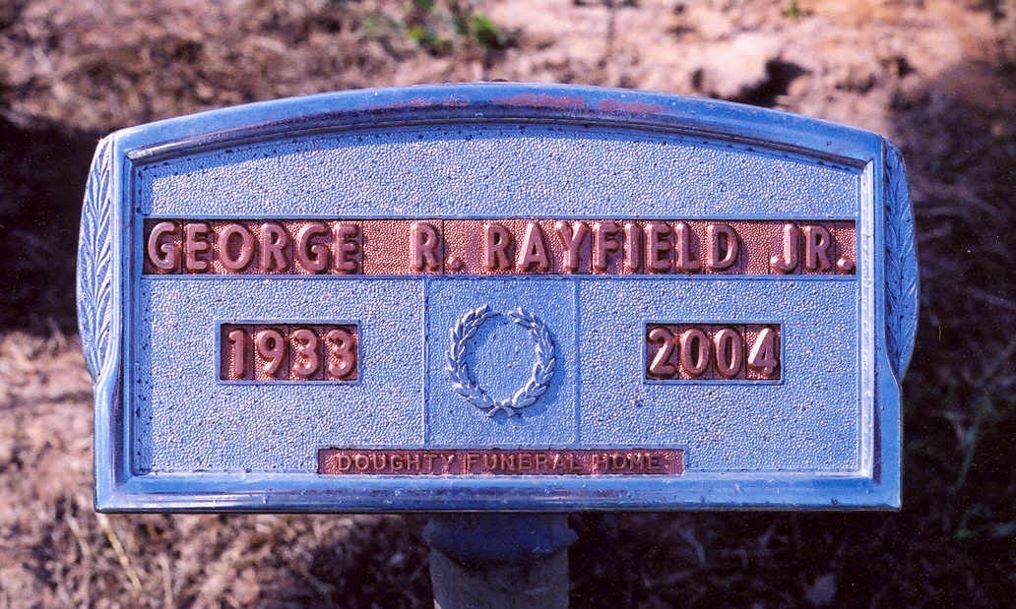 GEORGE R. RAYFIELD JR.
1933 2004
DOUGHTY FUNERAL HOME